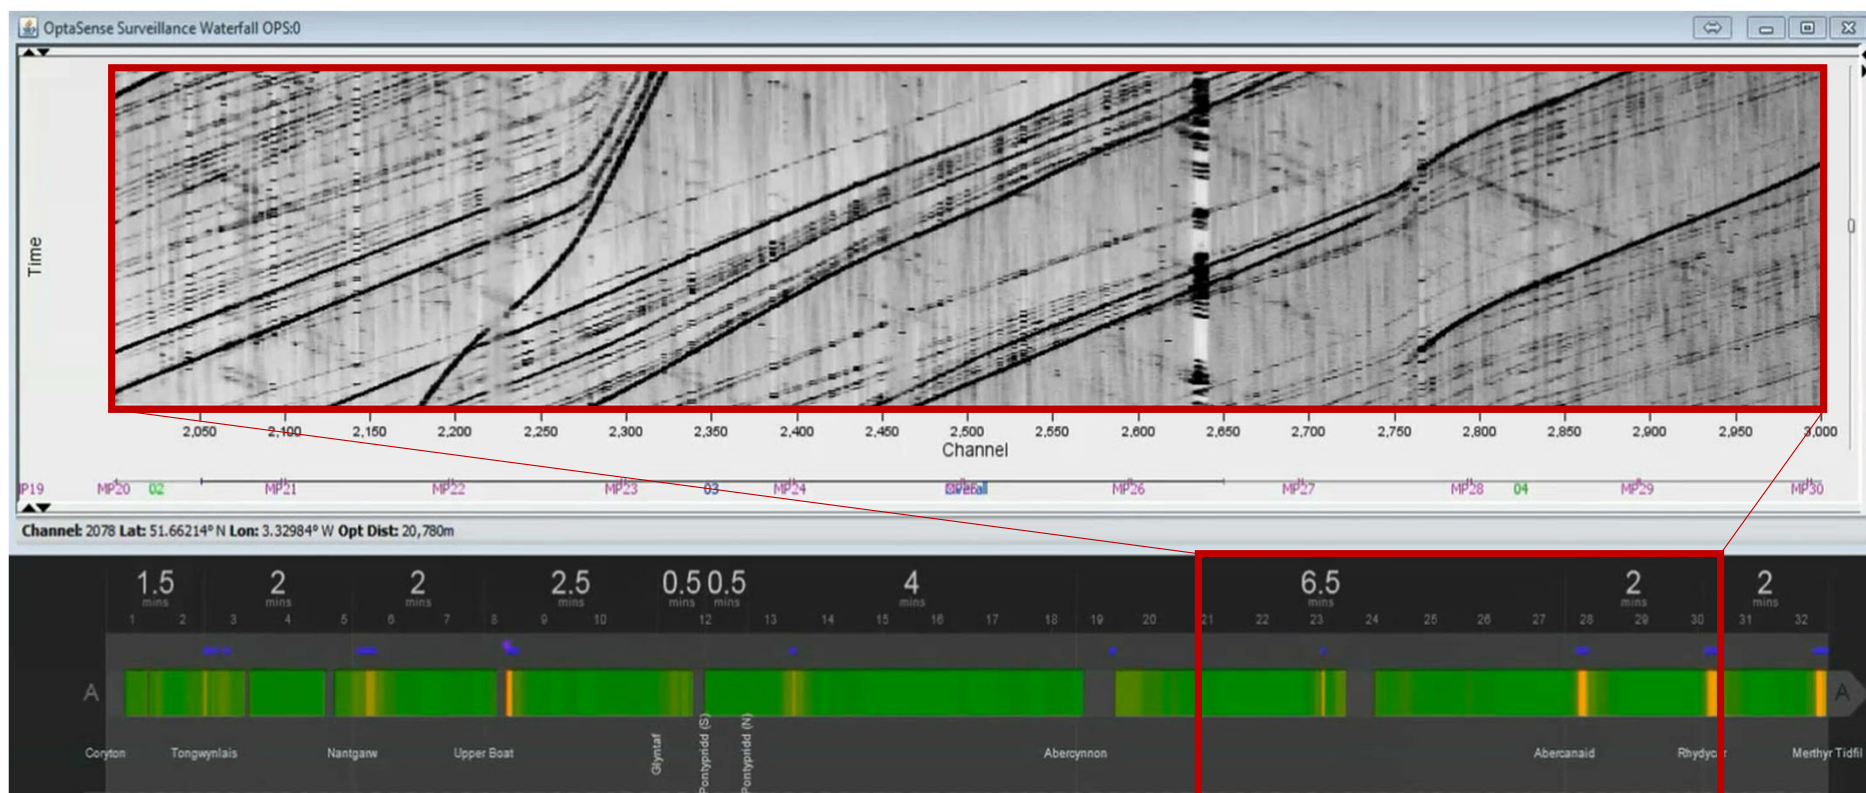 OptaSense Surveillance Waterfall OPS:0
Time
2,050 2,100 2,150 2,200 2,250 2,300 2,350 2,400 2,450 2,500 2,550 2,600 2,650 2,700 2,750 2,800 2,850 2,900 2,950 3,000
Channel
P19 MP20 02 MP21 MP22 MP23 03 MP24 MP26 MP27 MP28 04 MP29 MP30
Channel: 2078 Lat: 51.66214° N Lon: 3.32984° W Opt Dist: 20,780m
1.5 2 2 2.5 0.5 0.5 4 6.5 2 2
mins mins mins mins mins mins mins mins mins mins
1 2 3 4 5 6 7 8 9 10 12 13 14 15 16 17 18 19 20 21 22 23 24 25 26 27 28 29 30 31 32
A A
Coryton Tongwynlais Nantgarw Upper Boat Glyntaf Pontypridd (S) Pontypridd (N) Abercynnon Abercanaid Rhydycar Merthyr Tidfil